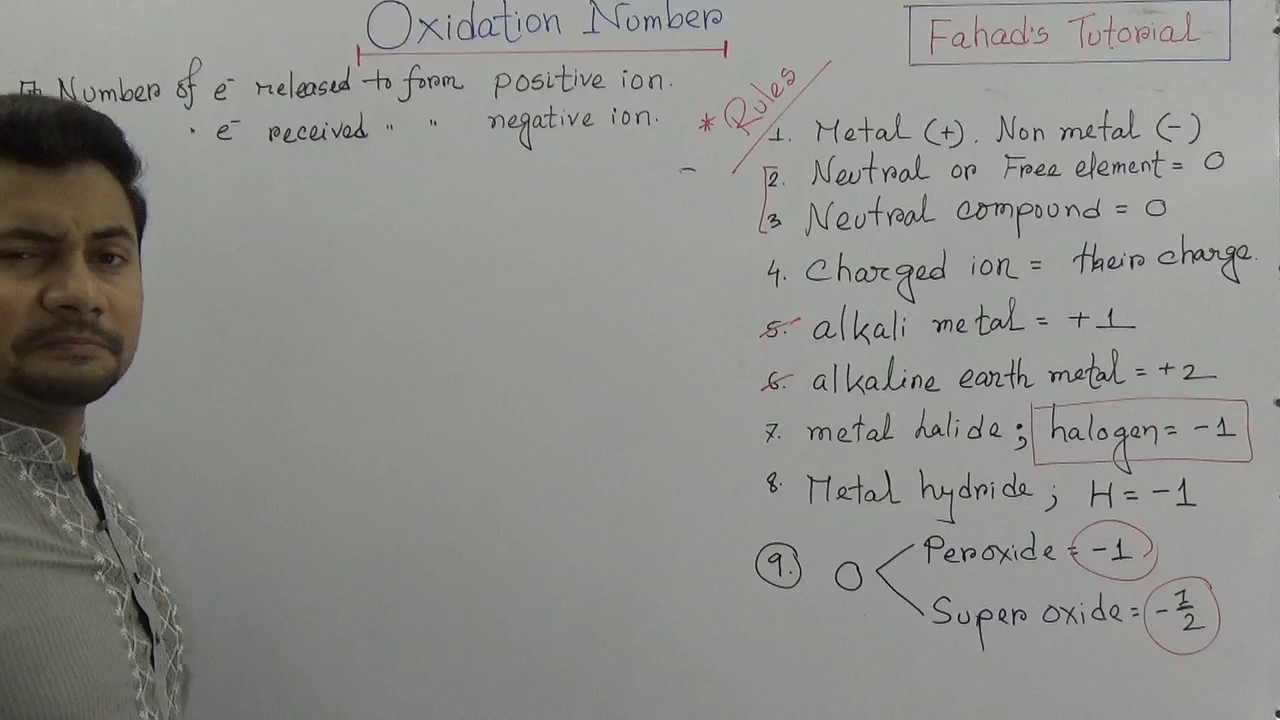 Oxidation Number
Fahad's Tutorial
Number of e⁻ released to form positive ion.
" e⁻ received " " negative ion.
* Rules
1. Metal (+). Non metal (-)
2. Neutral or Free element = 0
3 Neutral compound = 0
4. Charged ion = their charge.
5. alkali metal = +1
6. alkaline earth metal = +2
7. metal halide ; halogen = -1
8. Metal hydride ; H = -1
9. O
Peroxide = -1
Super oxide = -1/2